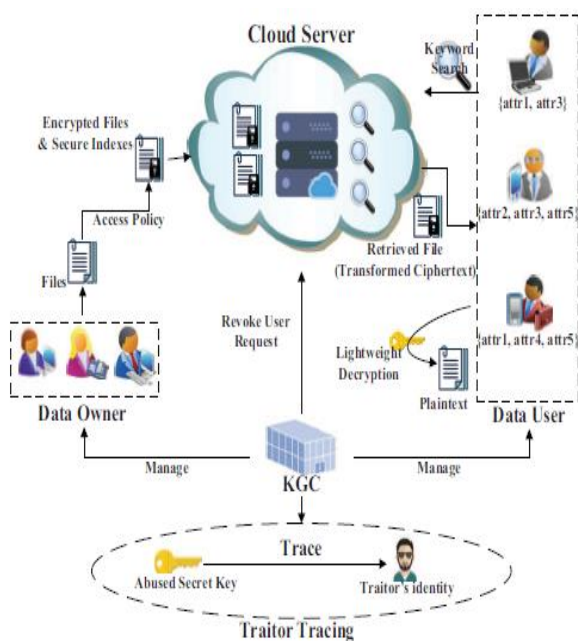 Cloud Server
Keyword
Search
{attr1, attr3}
Encrypted Files
& Secure Indexes
Access Policy
{attr2, attr3, attr5}
Retrieved File
(Transformed Ciphertext)
Files
Revoke User
Request
Lightweight
Decryption
{attr1, attr4, attr5}
Plaintext
Data Owner
Data User
Manage
KGC
Manage
Trace
Abused Secret Key
Traitor's identity
Traitor Tracing